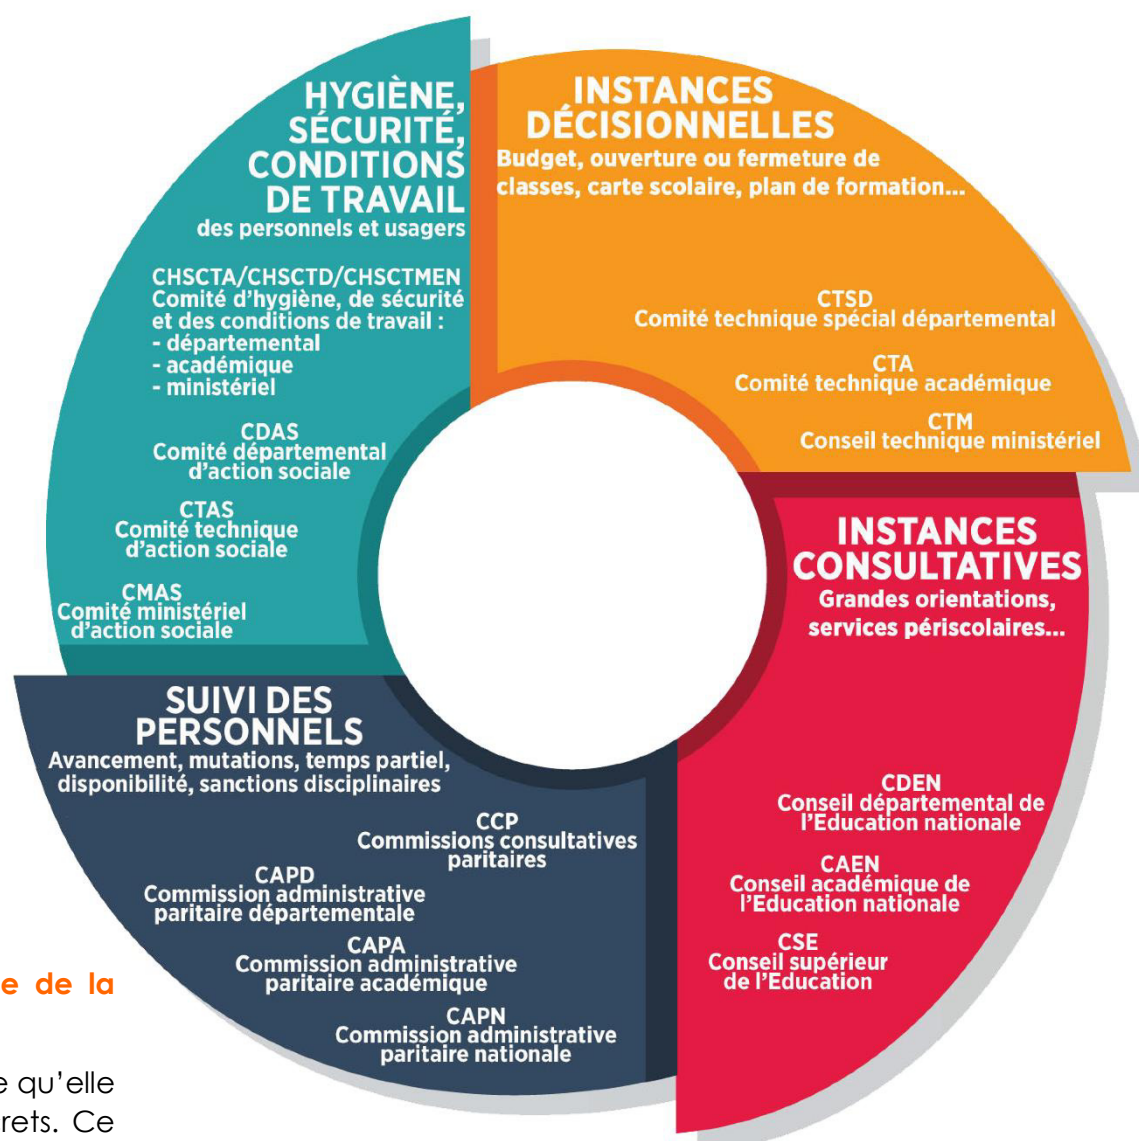 HYGIÈNE,
SÉCURITÉ,
CONDITIONS
DE TRAVAIL
des personnels et usagers
CHSCTA/CHSCTD/CHSCTMEN
Comité d’hygiène, de sécurité
et des conditions de travail :
- départemental
- académique
- ministériel
CDAS
Comité départemental
d’action sociale
CTAS
Comité technique
d’action sociale
CMAS
Comité ministériel
d’action sociale
INSTANCES
DÉCISIONNELLES
Budget, ouverture ou fermeture de
classes, carte scolaire, plan de formation...
CTSD
Comité technique spécial départemental
CTA
Comité technique académique
CTM
Conseil technique ministériel
INSTANCES
CONSULTATIVES
Grandes orientations,
services périscolaires...
CDEN
Conseil départemental de
l’Education nationale
CAEN
Conseil académique de
l’Education nationale
CSE
Conseil supérieur
de l’Education
SUIVI DES
PERSONNELS
Avancement, mutations, temps partiel,
disponibilité, sanctions disciplinaires
CCP
Commissions consultatives
paritaires
CAPD
Commission administrative
paritaire départementale
CAPA
Commission administrative
paritaire académique
CAPN
Commission administrative
paritaire nationale
e de la
e qu’elle
rets. Ce